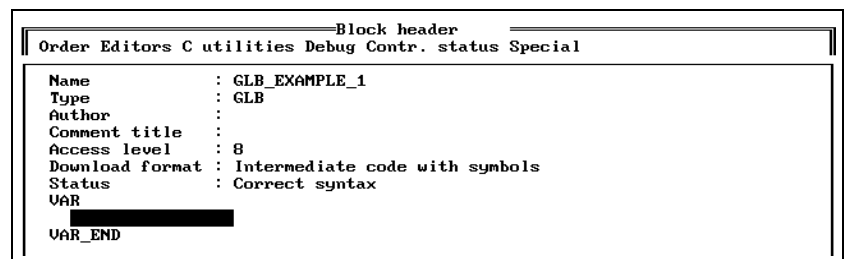 Block header
Order Editors C utilities Debug Contr. status Special
Name : GLB_EXAMPLE_1
Type : GLB
Author :
Comment title :
Access level : 8
Download format : Intermediate code with symbols
Status : Correct syntax
VAR
VAR_END